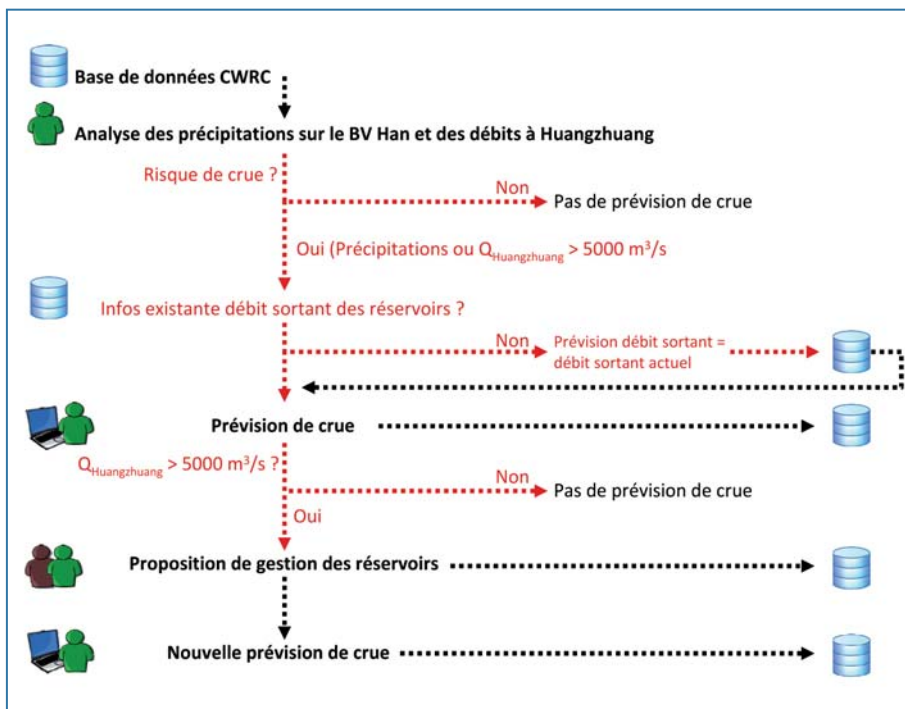 Base de données CWRC
Analyse des précipitations sur le BV Han et des débits à Huangzhuang
Risque de crue ?
Non
Pas de prévision de crue
Oui (Précipitations ou Q_Huangzhuang > 5000 m³/s
Infos existante débit sortant des réservoirs ?
Non
Prévision débit sortant =
débit sortant actuel
Prévision de crue
Q_Huangzhuang > 5000 m³/s ?
Non
Pas de prévision de crue
Oui
Proposition de gestion des réservoirs
Nouvelle prévision de crue